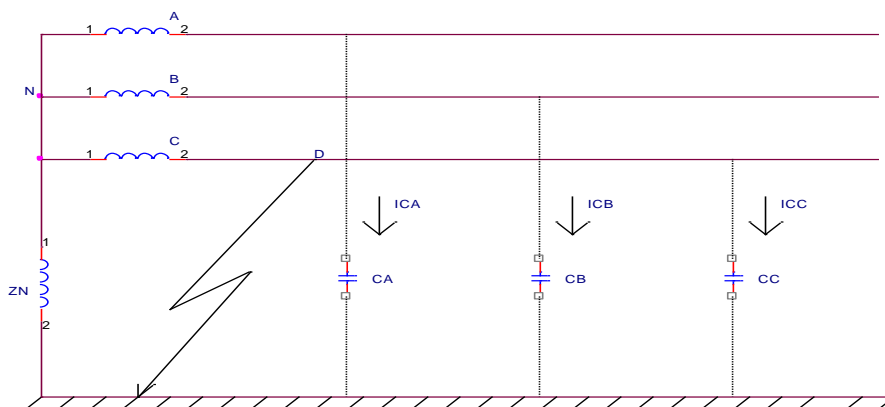 A
1 2
B
N 1 2
C
1 2 D
ICA ICB ICC
1
ZN CA CB CC
2